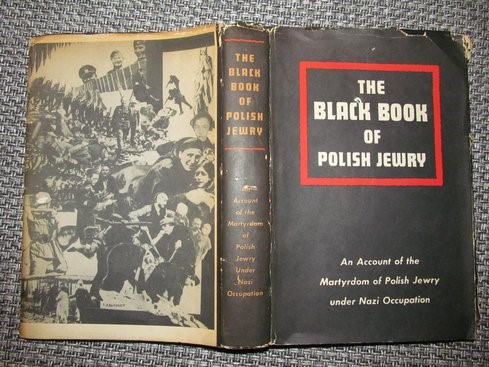 THE
BLACK
BOOK
OF
POLISH
JEWRY
An
Account
of the
Martyrdom
of
Polish
Jewry
Under
Nazi
Occupation
THE
BLACK BOOK
OF
POLISH JEWRY
An Account of the
Martyrdom of Polish Jewry
under Nazi Occupation